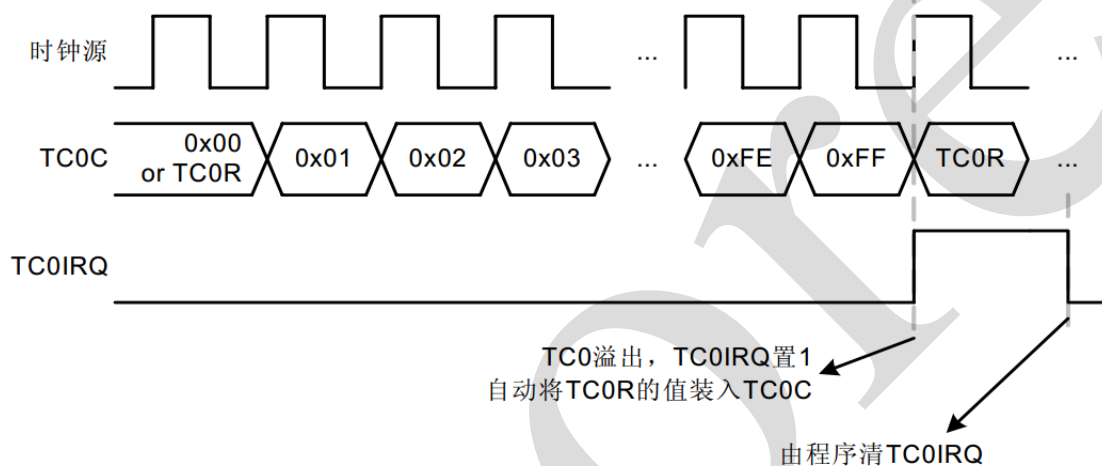 时钟源
...
...
TC0C
0x00
or TC0R
0x01
0x02
0x03
...
0xFE
0xFF
TC0R
...
TC0IRQ
TC0溢出，TC0IRQ置1
自动将TC0R的值装入TC0C
由程序清TC0IRQ